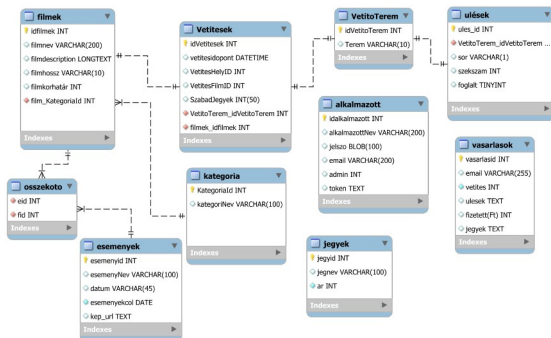 filmek
idfilmek INT
filmnev VARCHAR(200)
filmdescription LONGTEXT
filmhossz VARCHAR(10)
filmkorhatár INT
film_KategoriaId INT
Indexes
Vetitesek
idVetitesek INT
vetitesidopont DATETIME
VetitesHelyID INT
VetitesFilmID INT
SzabadJegyek INT(50)
VetitoTerem_idVetitoTerem INT
filmek_idfilmek INT
Indexes
VetitoTerem
idVetitoTerem INT
Terem VARCHAR(10)
Indexes
ulések
ules_id INT
VetitoTerem_idVetitoTerem ...
sor VARCHAR(1)
szekszam INT
foglalt TINYINT
Indexes
alkalmazott
idalkalmazott INT
alkalmazottNev VARCHAR(200)
jelszo BLOB(100)
email VARCHAR(200)
admin INT
token TEXT
Indexes
vasarlasok
vasarlasid INT
email VARCHAR(255)
vetites INT
ulesek TEXT
fizetett(Ft) INT
jegyek TEXT
Indexes
osszekoto
eid INT
fid INT
Indexes
kategoria
KategoriaId INT
kategoriNev VARCHAR(100)
Indexes
esemenyek
esemenyid INT
esemenyNev VARCHAR(100)
datum VARCHAR(45)
esemenyekcol DATE
kep_url TEXT
Indexes
jegyek
jegyid INT
jegnev VARCHAR(100)
ar INT
Indexes